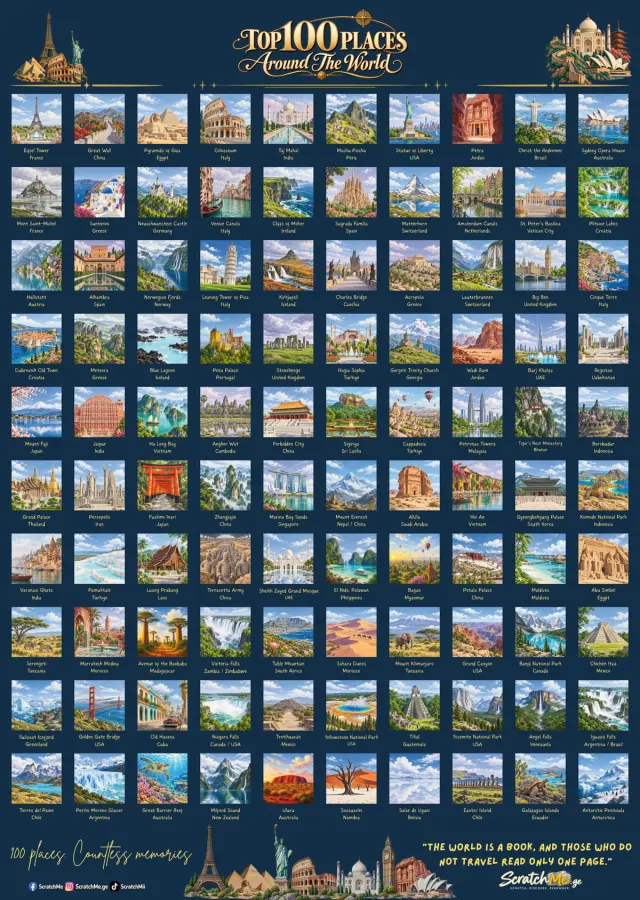 TOP 100 PLACES
Around The World
Eiffel Tower
France
Great Wall
China
Pyramids of Giza
Egypt
Colosseum
Italy
Taj Mahal
India
Machu Picchu
Peru
Statue of Liberty
USA
Petra
Jordan
Christ the Redeemer
Brazil
Sydney Opera House
Australia
Mont Saint-Michel
France
Santorini
Greece
Neuschwanstein Castle
Germany
Venice Canals
Italy
Cliffs of Moher
Ireland
Sagrada Familia
Spain
Matterhorn
Switzerland
Amsterdam Canals
Netherlands
St. Peter's Basilica
Vatican City
Plitvice Lakes
Croatia
Hallstatt
Austria
Alhambra
Spain
Norwegian Fjords
Norway
Leaning Tower of Pisa
Italy
Kirkjufell
Iceland
Charles Bridge
Czechia
Acropolis
Greece
Lauterbrunnen
Switzerland
Big Ben
United Kingdom
Cinque Terre
Italy
Dubrovnik Old Town
Croatia
Meteora
Greece
Blue Lagoon
Iceland
Pena Palace
Portugal
Stonehenge
United Kingdom
Hagia Sophia
Türkiye
Gergeti Trinity Church
Georgia
Wadi Rum
Jordan
Burj Khalifa
UAE
Registan
Uzbekistan
Mount Fuji
Japan
Jaipur
India
Ha Long Bay
Vietnam
Angkor Wat
Cambodia
Forbidden City
China
Sigiriya
Sri Lanka
Cappadocia
Türkiye
Petronas Towers
Malaysia
Tiger's Nest Monastery
Bhutan
Borobudur
Indonesia
Grand Palace
Thailand
Persepolis
Iran
Fushimi Inari
Japan
Zhangjiajie
China
Marina Bay Sands
Singapore
Mount Everest
Nepal / China
AlUla
Saudi Arabia
Hoi An
Vietnam
Gyeongbokgung Palace
South Korea
Komodo National Park
Indonesia
Varanasi Ghats
India
Pamukkale
Türkiye
Luang Prabang
Laos
Terracotta Army
China
Sheikh Zayed Grand Mosque
UAE
El Nido, Palawan
Philippines
Bagan
Myanmar
Potala Palace
China
Maldives
Maldives
Abu Simbel
Egypt
Serengeti
Tanzania
Marrakech Medina
Morocco
Avenue of the Baobabs
Madagascar
Victoria Falls
Zambia / Zimbabwe
Table Mountain
South Africa
Sahara Dunes
Morocco
Mount Kilimanjaro
Tanzania
Grand Canyon
USA
Banff National Park
Canada
Chichen Itza
Mexico
Ilulissat Icefjord
Greenland
Golden Gate Bridge
USA
Old Havana
Cuba
Niagara Falls
Canada / USA
Teotihuacan
Mexico
Yellowstone National Park
USA
Tikal
Guatemala
Yosemite National Park
USA
Angel Falls
Venezuela
Iguazu Falls
Argentina / Brazil
Torres del Paine
Chile
Perito Moreno Glacier
Argentina
Great Barrier Reef
Australia
Milford Sound
New Zealand
Uluru
Australia
Sossusvlei
Namibia
Salar de Uyuni
Bolivia
Easter Island
Chile
Galapagos Islands
Ecuador
Antarctic Peninsula
Antarctica
100 places. Countless memories
"THE WORLD IS A BOOK, AND THOSE WHO DO
NOT TRAVEL READ ONLY ONE PAGE."
ScratchMe ScratchMe.ge ScratchMii
ScratchMe.ge
SCRATCH. DISCOVER. REMEMBER.